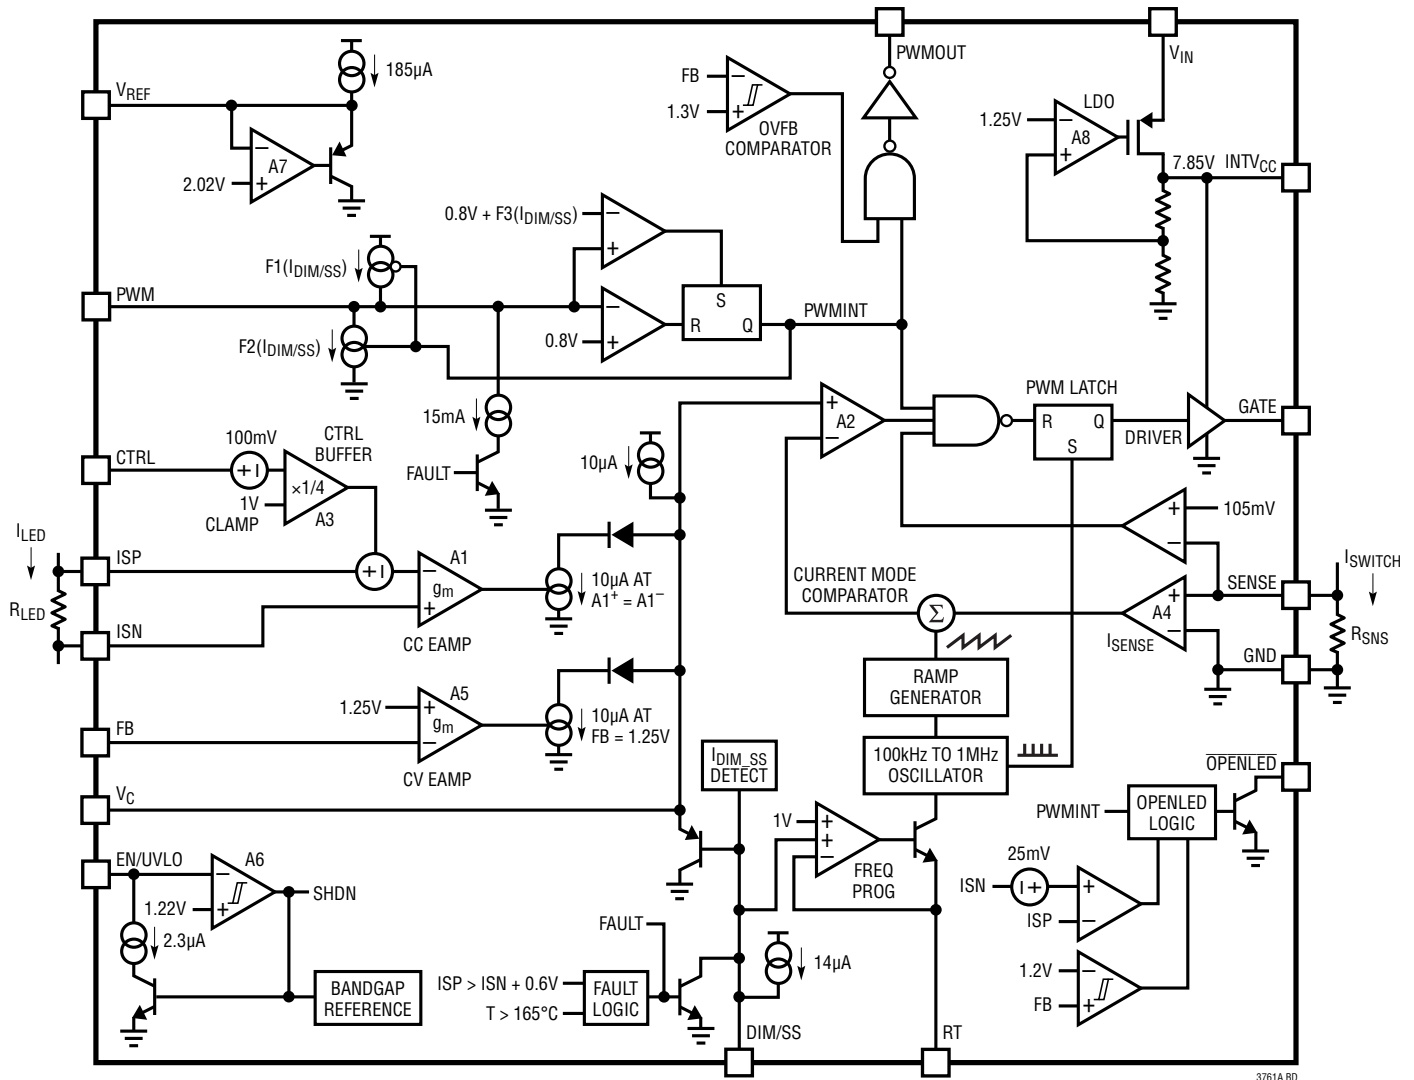 PWMOUT
VIN
185µA
VREF
A7
2.02V
FB
1.3V
OVFB
COMPARATOR
−
+
1.25V
LDO
A8
7.85V
INTVCC
0.8V + F3(IDIM/SS)
F1(IDIM/SS)
PWM
F2(IDIM/SS)
0.8V
S
R
Q
PWMINT
15mA
FAULT
100mV
CTRL
CTRL
BUFFER
×1/4
A3
1V
CLAMP
10µA
A2
PWM LATCH
R
Q
S
DRIVER
GATE
105mV
ILED
ISP
RLED
ISN
A1
gm
CC EAMP
10µA AT
A1+ = A1−
CURRENT MODE
COMPARATOR
Σ
A4
ISENSE
SENSE
ISWITCH
RSNS
GND
RAMP
GENERATOR
100kHz TO 1MHz
OSCILLATOR
1.25V
A5
gm
CV EAMP
FB
10µA AT
FB = 1.25V
IDIM_SS
DETECT
VC
OPENLED
PWMINT
OPENLED
LOGIC
1V
FREQ
PROG
EN/UVLO
A6
1.22V
SHDN
2.3µA
BANDGAP
REFERENCE
25mV
ISN
ISP
1.2V
FB
FAULT
ISP > ISN + 0.6V
T > 165°C
FAULT
LOGIC
14µA
DIM/SS
RT
3761A BD